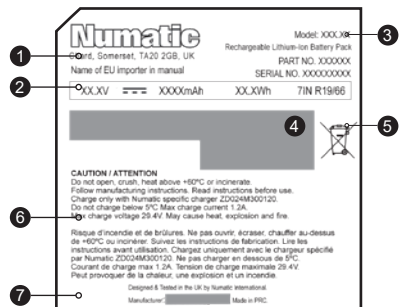 Numatic
Model: XXX.XX
Chard, Somerset, TA20 2GB, UK
Rechargeable Lithium-Ion Battery Pack
Name of EU importer in manual
PART NO. XXXXXX
SERIAL NO. XXXXXXXXX
XX.XV XXXXmAh XX.XWh 7IN R19/66
CAUTION / ATTENTION
Do not open, crush, heat above +60ºC or incinerate.
Follow manufacturing instructions. Read instructions before use.
Charge only with Numatic specific charger ZD024M300120.
Do not charge below 5ºC Max charge current 1.2A.
Max charge voltage 29.4V. May cause heat, explosion and fire.
Risque d'incendie et de brûlures. Ne pas ouvrir, écraser, chauffer au-dessus
de +60ºC ou incinérer. Suivez les instructions de fabrication. Lire les
instructions avant utilisation. Chargez uniquement avec le chargeur spécifié
par Numatic ZD024M300120. Ne pas charger en dessous de 5ºC.
Courant de charge max 1.2A. Tension de charge maximale 29.4V.
Peut provoquer de la chaleur, une explosion et un incendie.
Designed & Tested in the UK by Numatic International.
Manufacturer: Made in PRC
1
2
3
4
5
6
7